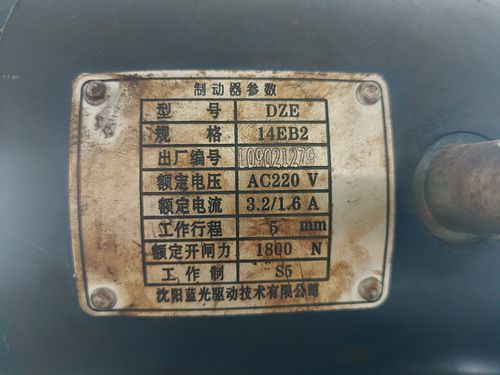 制动器参数
型号 DZE
规格 14EB2
出厂编号 109021279
额定电压 AC220 V
额定电流 3.2/1.6 A
工作行程 5 mm
额定开闸力 1800 N
工作制 S5
沈阳蓝光驱动技术有限公司